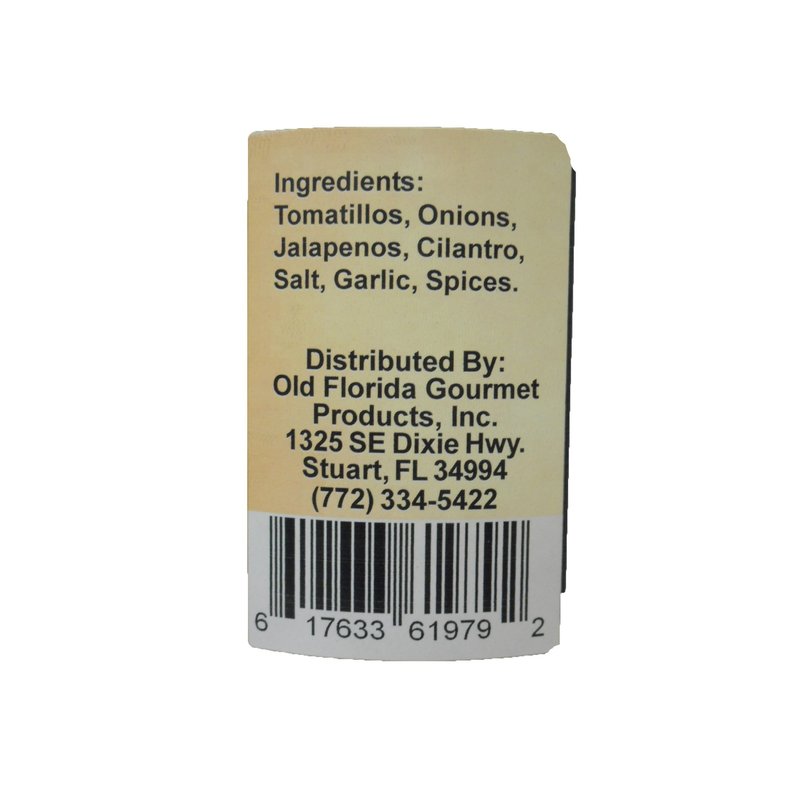 Ingredients:
Tomatillos, Onions,
Jalapenos, Cilantro,
Salt, Garlic, Spices.
Distributed By:
Old Florida Gourmet
Products, Inc.
1325 SE Dixie Hwy.
Stuart, FL 34994
(772) 334-5422
6 17633 61979 2